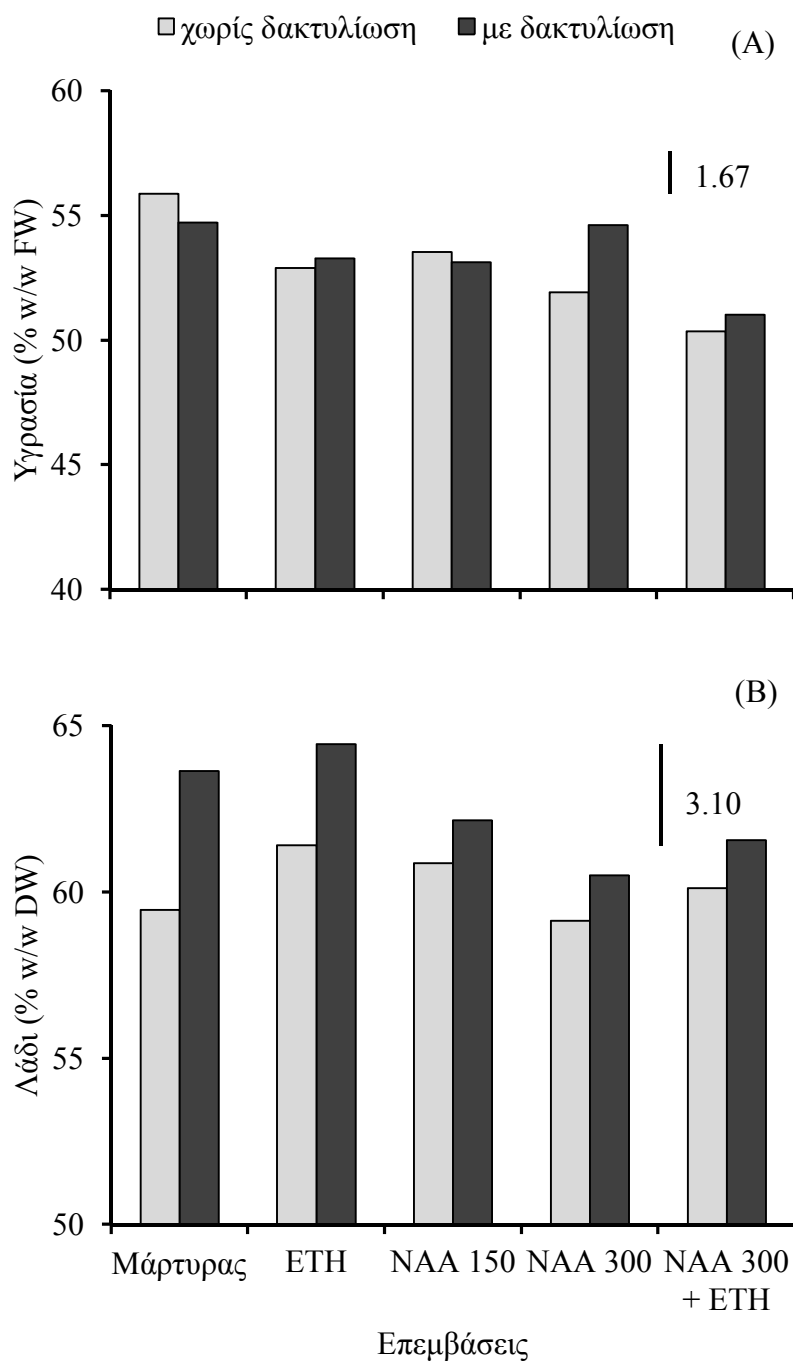 χωρίς δακτυλίωση με δακτυλίωση (A)
Υγρασία (% w/w FW)
60
55
50
45
40
1.67
(B)
Λάδι (% w/w DW)
65
60
55
50
3.10
Μάρτυρας ETH NAA 150 NAA 300 NAA 300
+ ETH
Επεμβάσεις